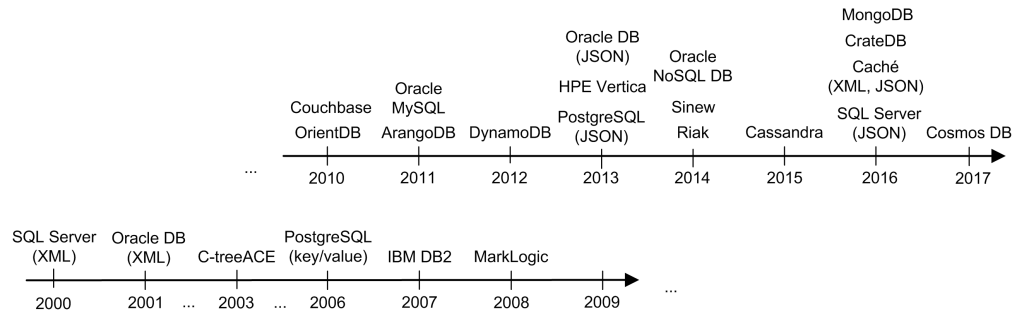 MongoDB
CrateDB
Oracle DB
(JSON)
Oracle
NoSQL DB
Caché
(XML, JSON)
Oracle
MySQL
HPE Vertica
Couchbase
Sinew
PostgreSQL
(JSON)
SQL Server
(JSON)
OrientDB
ArangoDB
DynamoDB
Riak
Cassandra
Cosmos DB
...
2010 2011 2012 2013 2014 2015 2016 2017
SQL Server
(XML)
Oracle DB
(XML)
C-treeACE
PostgreSQL
(key/value)
IBM DB2
MarkLogic
2000 2001 ... 2003 ... 2006 2007 2008 2009
...